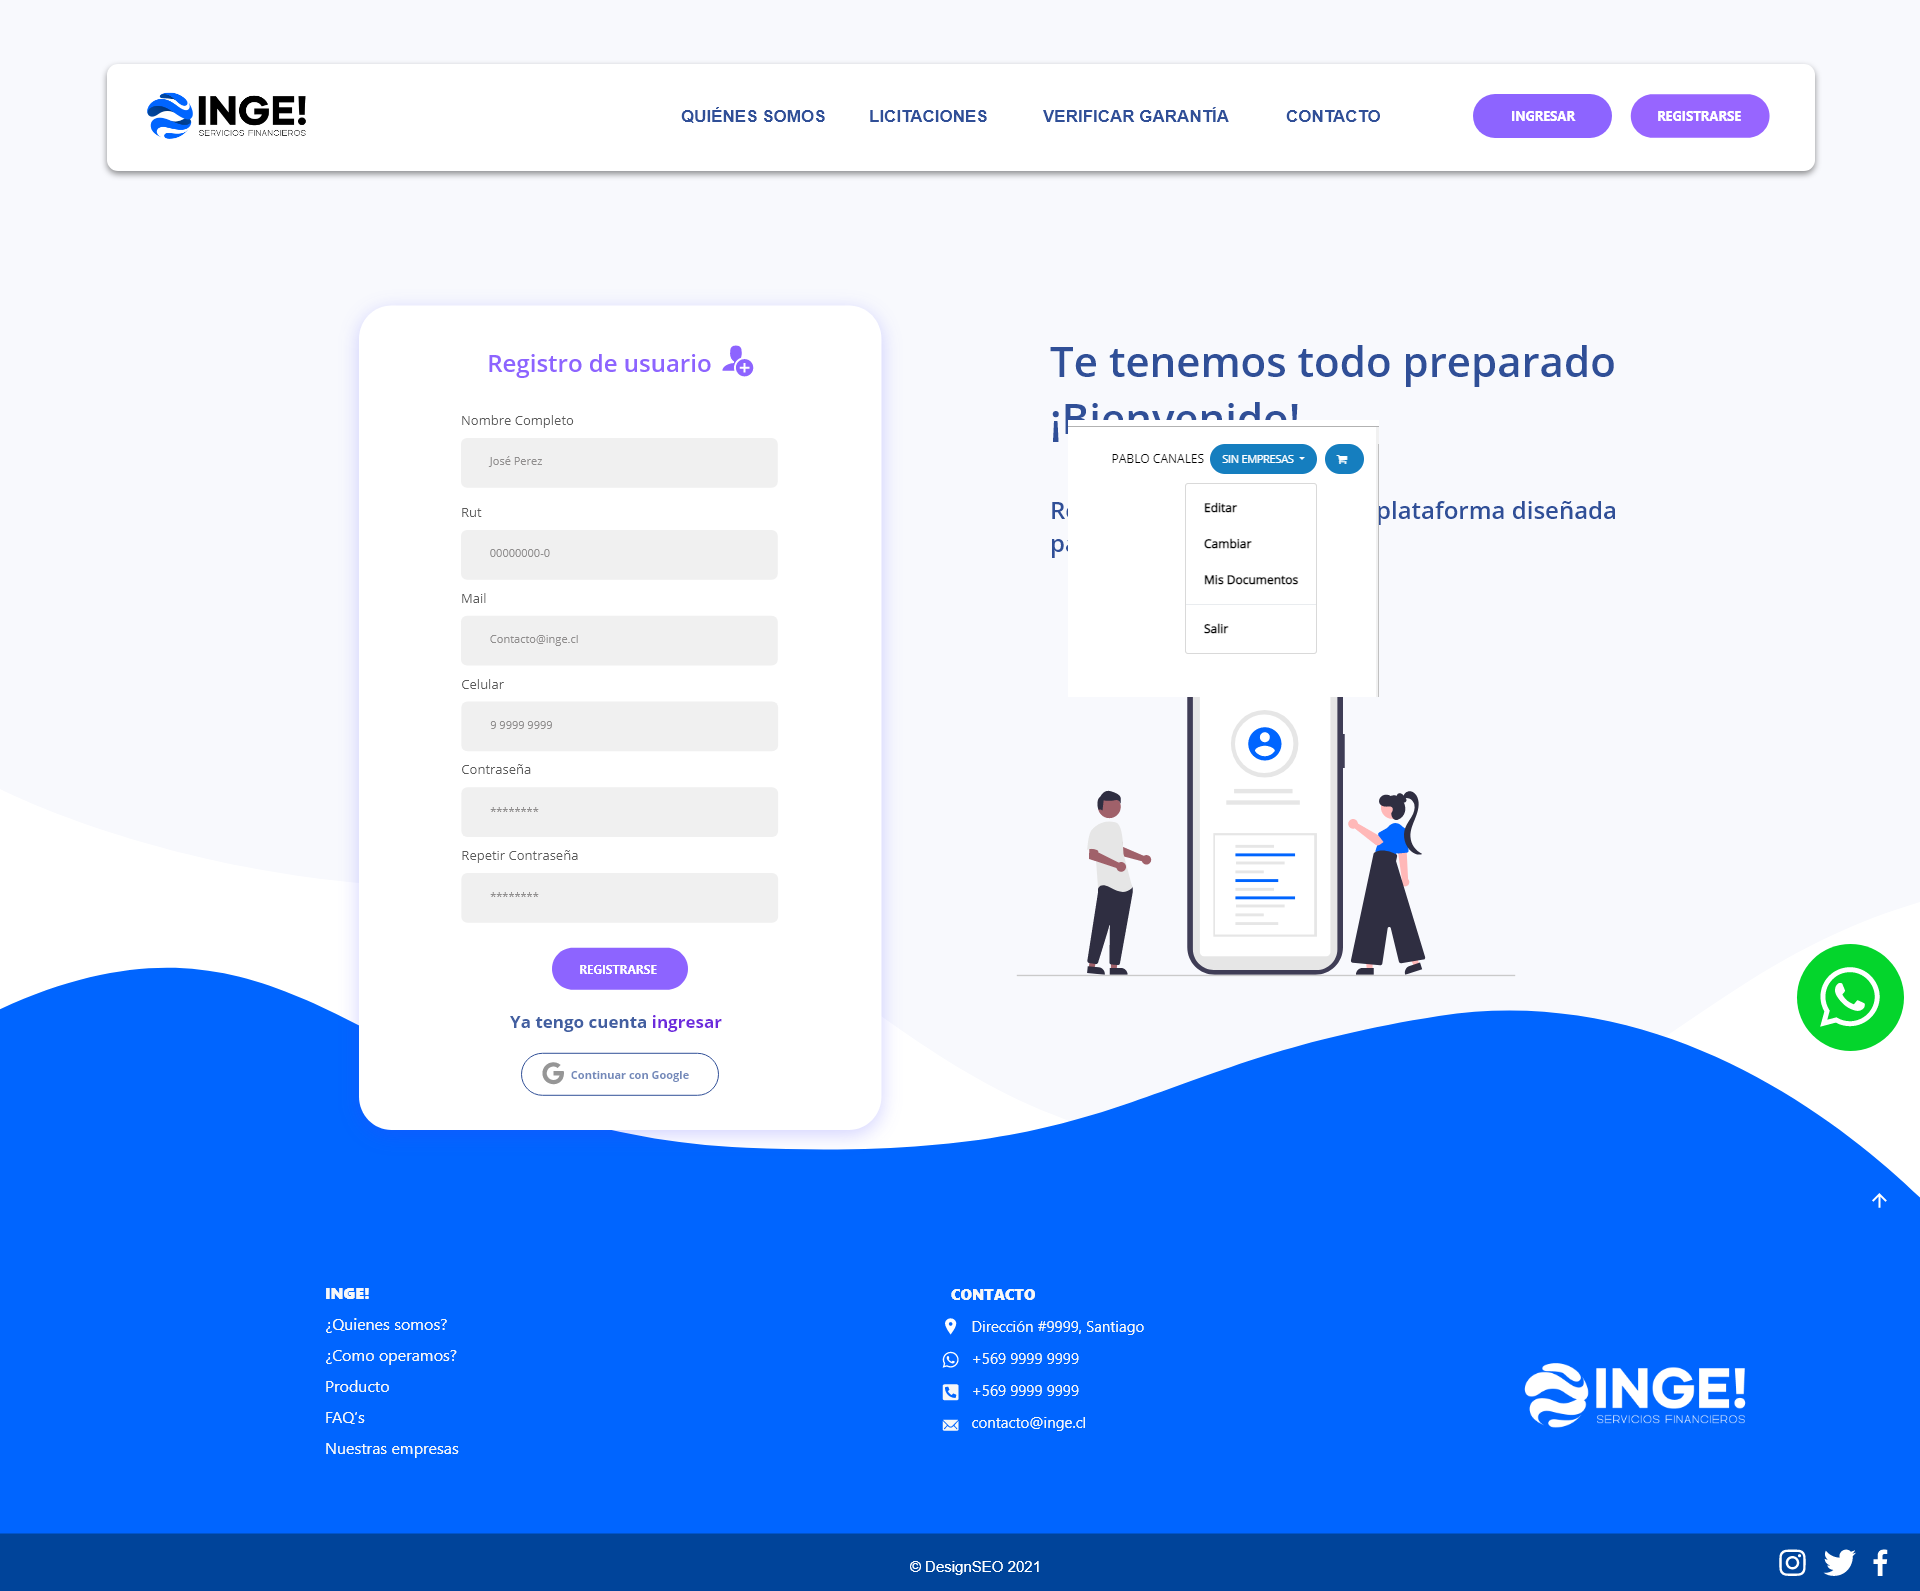 INGE!
SERVICIOS FINANCIEROS
QUIÉNES SOMOS
LICITACIONES
VERIFICAR GARANTÍA
CONTACTO
INGRESAR
REGISTRARSE
Registro de usuario
Nombre Completo
José Perez
Rut
00000000-0
Mail
Contacto@inge.cl
Celular
9 9999 9999
Contraseña
********
Repetir Contraseña
********
REGISTRARSE
Ya tengo cuenta ingresar
Continuar con Google
Te tenemos todo preparado
¡Bienvenido!
PABLO CANALES
SIN EMPRESAS
Editar
Cambiar
Mis Documentos
Salir
plataforma diseñada
INGE!
¿Quienes somos?
¿Como operamos?
Producto
FAQ's
Nuestras empresas
CONTACTO
Dirección #9999, Santiago
+569 9999 9999
+569 9999 9999
contacto@inge.cl
INGE!
SERVICIOS FINANCIEROS
© DesignSEO 2021